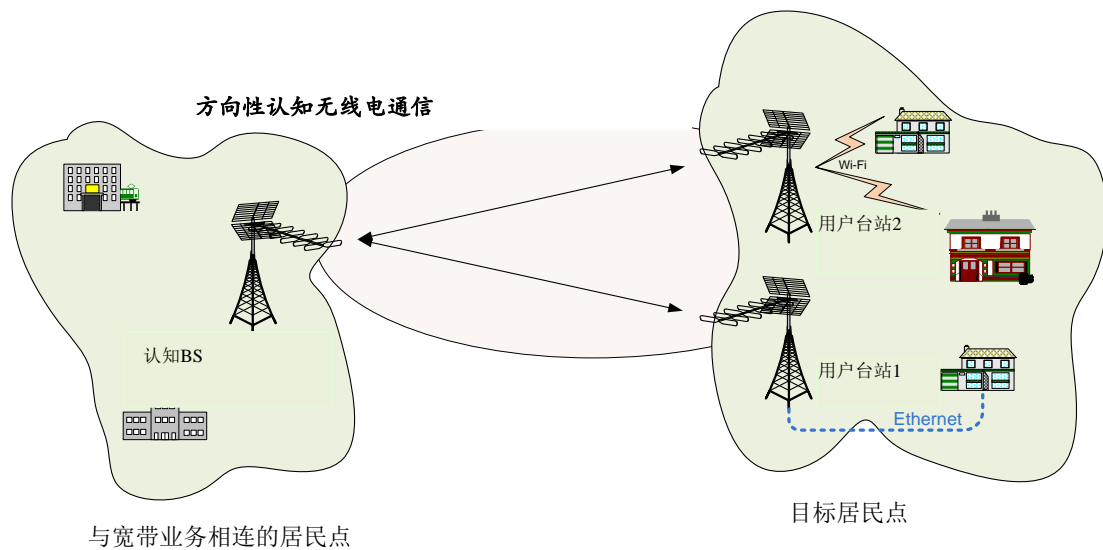 方向性认知无线电通信
Wi-Fi
用户台站2
认知BS
用户台站1
Ethernet
目标居民点
与宽带业务相连的居民点